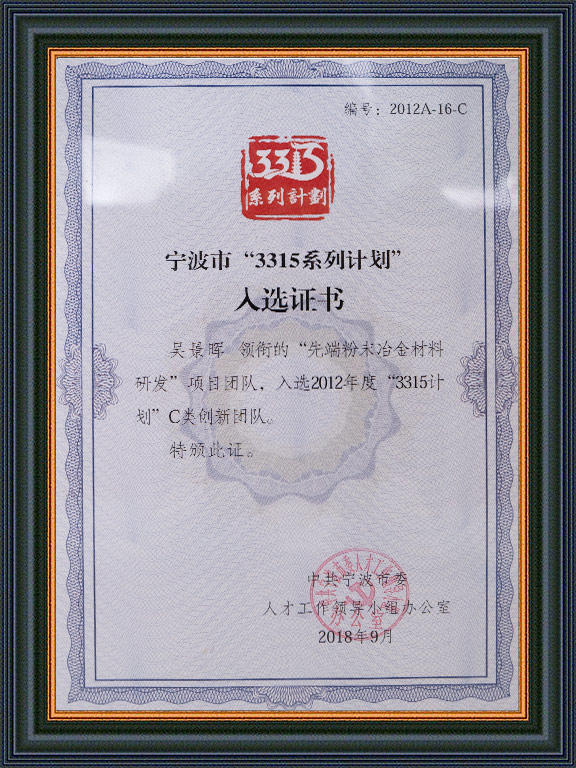 编号：2012A-16-C
3315
系列計劃
宁波市“3315系列计划”
入选证书
吴景晖 领衔的“先端粉末冶金材料
研发”项目团队，入选2012年度“3315计
划”C类创新团队。
特颁此证。
中共宁波市委
人才工作领导小组办公室
2018年9月